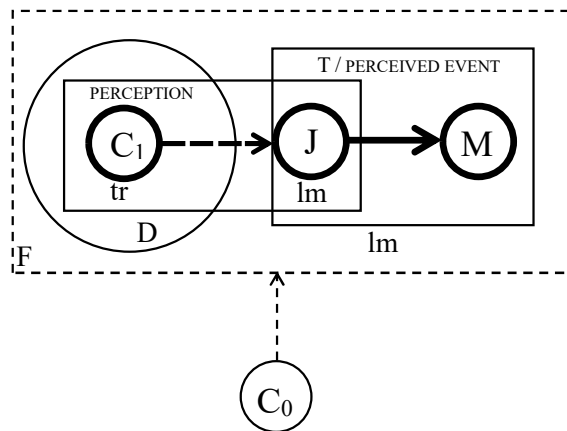 T / PERCEIVED EVENT
PERCEPTION
C₁
J
M
tr
lm
D
lm
F
C₀